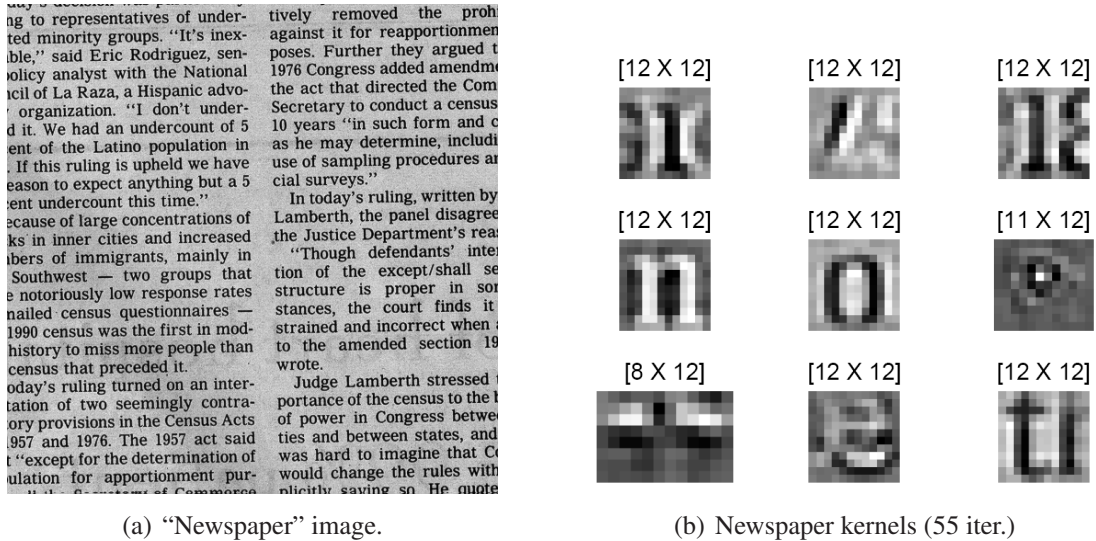 ng to representatives of under-
ted minority groups. “It's inex-
ble,” said Eric Rodriguez, sen-
policy analyst with the National
ncil of La Raza, a Hispanic advo-
organization. “I don't under-
d it. We had an undercount of 5
ent of the Latino population in
. If this ruling is upheld we have
eason to expect anything but a 5
ent undercount this time.”
ecause of large concentrations of
ks in inner cities and increased
bers of immigrants, mainly in
Southwest — two groups that
e notoriously low response rates
nailed census questionnaires —
1990 census was the first in mod-
history to miss more people than
census that preceded it.
oday's ruling turned on an inter-
tation of two seemingly contra-
ory provisions in the Census Acts
1957 and 1976. The 1957 act said
t “except for the determination of
ulation for apportionment pur-
Secretary of Commerce
tively removed the proh
against it for reapportionmen
poses. Further they argued t
1976 Congress added amendme
the act that directed the Com
Secretary to conduct a census
10 years “in such form and c
as he may determine, includi
use of sampling procedures an
cial surveys.”
In today's ruling, written by
Lamberth, the panel disagree
the Justice Department's reas
“Though defendants' inter
tion of the except/shall se
structure is proper in son
stances, the court finds it
strained and incorrect when a
to the amended section 19
wrote.
Judge Lamberth stressed t
portance of the census to the b
of power in Congress betwee
ties and between states, and
was hard to imagine that Co
would change the rules with
plicitly saying so. He quote
(a) “Newspaper” image.
[12 X 12] [12 X 12] [12 X 12]
[12 X 12] [12 X 12] [11 X 12]
[8 X 12] [12 X 12] [12 X 12]
(b) Newspaper kernels (55 iter.)